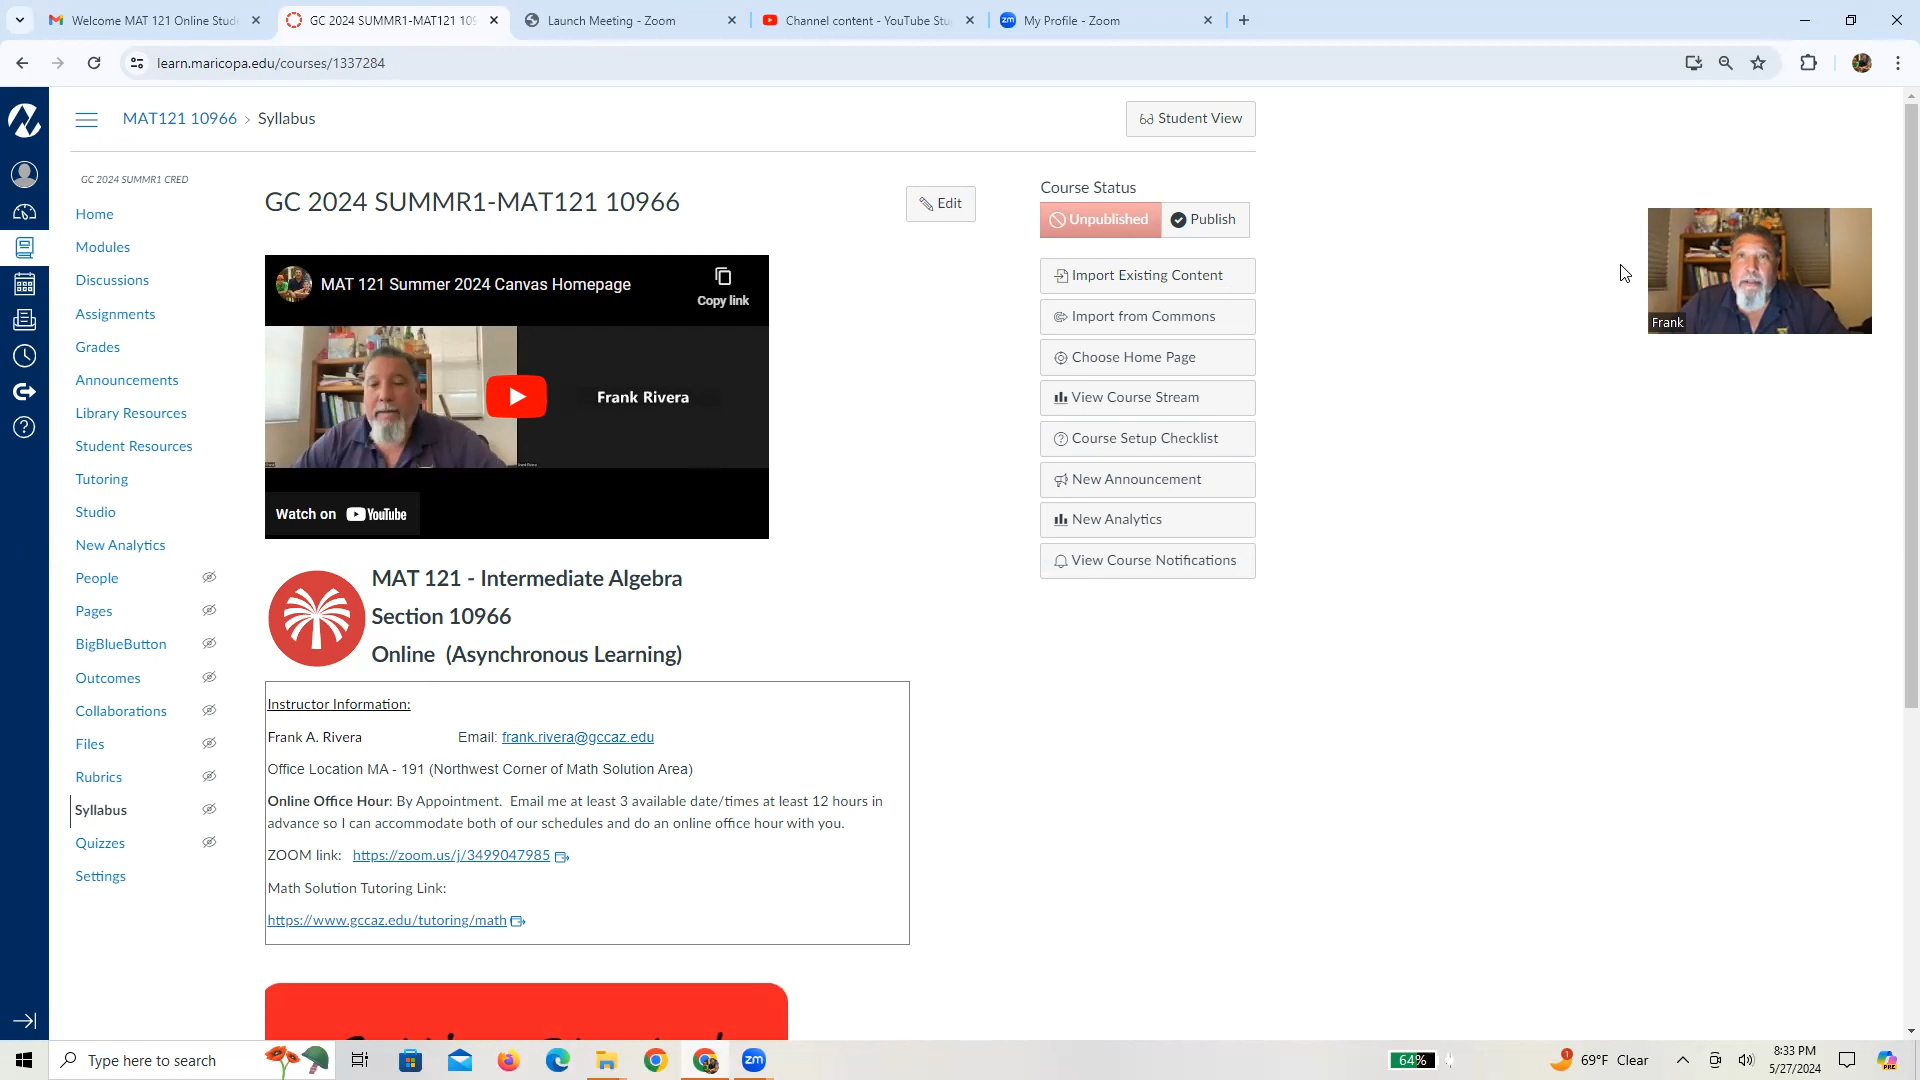 Welcome MAT 121 Online Stude
GC 2024 SUMMR1-MAT121 109
Launch Meeting - Zoom
Channel content - YouTube Stu
zm My Profile - Zoom
learn.maricopa.edu/courses/1337284
MAT121 10966 > Syllabus
Student View
GC 2024 SUMMR1 CRED
Home
Modules
Discussions
Assignments
Grades
Announcements
Library Resources
Student Resources
Tutoring
Studio
New Analytics
People
Pages
BigBlueButton
Outcomes
Collaborations
Files
Rubrics
Syllabus
Quizzes
Settings
GC 2024 SUMMR1-MAT121 10966
Edit
MAT 121 Summer 2024 Canvas Homepage
Copy link
Frank Rivera
Watch on YouTube
MAT 121 - Intermediate Algebra
Section 10966
Online (Asynchronous Learning)
Instructor Information:
Frank A. Rivera Email: frank.rivera@gccaz.edu
Office Location MA - 191 (Northwest Corner of Math Solution Area)
Online Office Hour: By Appointment. Email me at least 3 available date/times at least 12 hours in
advance so I can accommodate both of our schedules and do an online office hour with you.
ZOOM link: https://zoom.us/j/3499047985
Math Solution Tutoring Link:
https://www.gccaz.edu/tutoring/math
Course Status
Unpublished Publish
Import Existing Content
Import from Commons
Choose Home Page
View Course Stream
Course Setup Checklist
New Announcement
New Analytics
View Course Notifications
Frank
Type here to search
zm
64%
1
69°F Clear
8:33 PM
5/27/2024
PRE